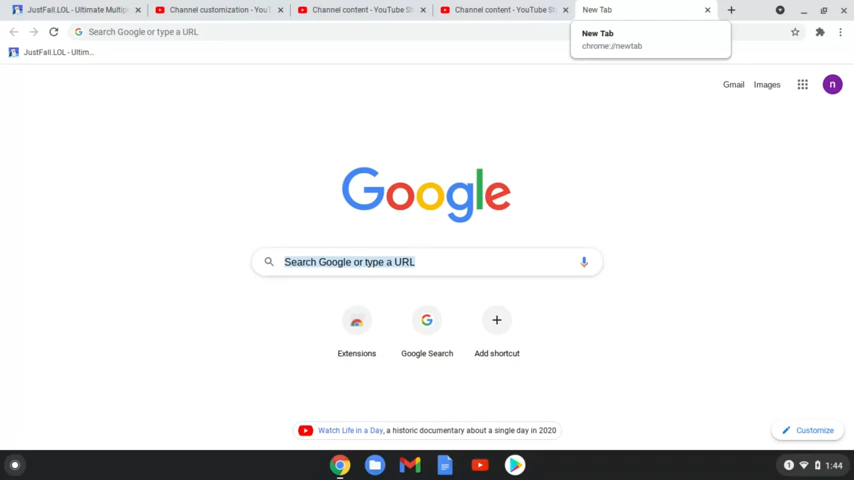 JustFall.LOL - Ultimate Multip
Channel customization - YouT
Channel content - YouTube St
Channel content - YouTube St
New Tab
Search Google or type a URL
New Tab
chrome://newtab
JustFall.LOL - Ultim...
Gmail
Images
n
Google
Search Google or type a URL
Extensions
Google Search
Add shortcut
Watch Life in a Day, a historic documentary about a single day in 2020
Customize
1
1:44